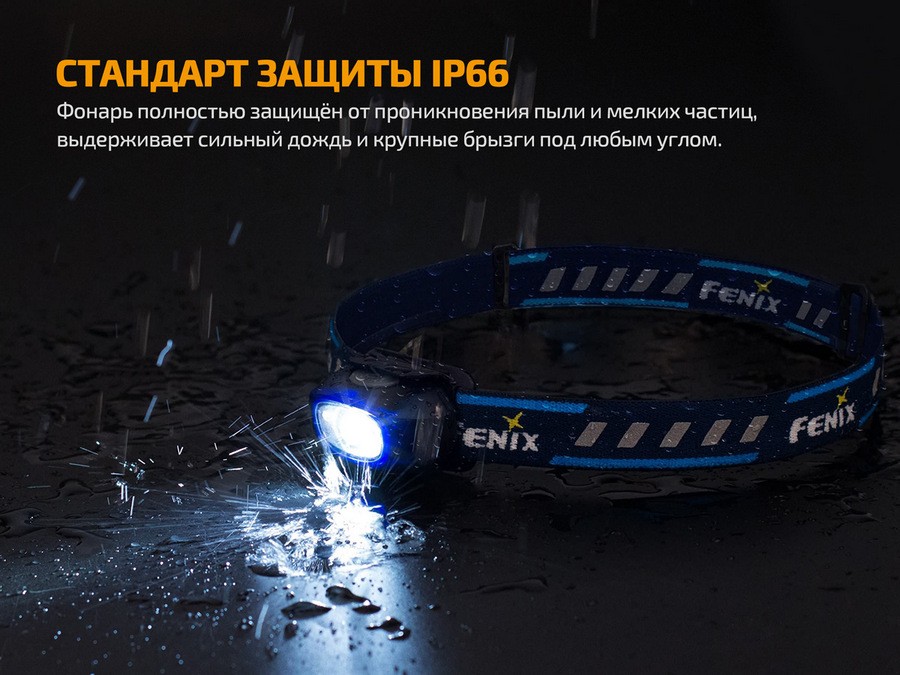 СТАНДАРТ ЗАЩИТЫ IP66
Фонарь полностью защищён от проникновения пыли и мелких частиц,
выдерживает сильный дождь и крупные брызги под любым углом.
FENIX
ENIX
FENIX